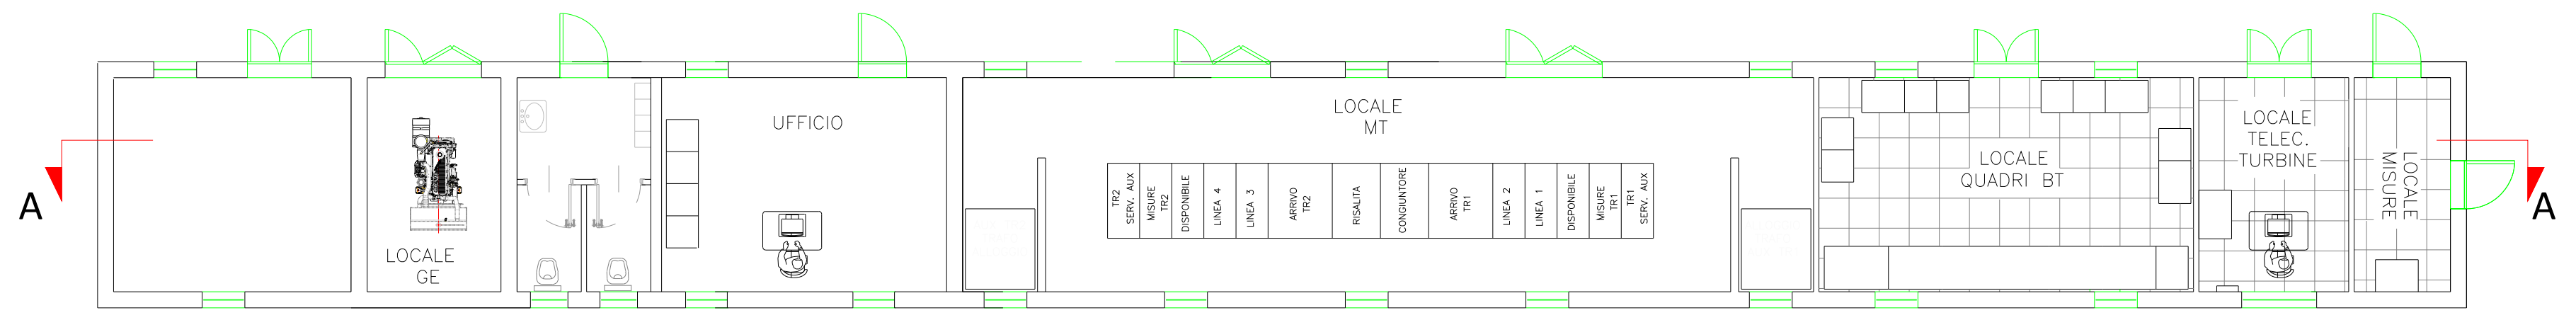 UFFICIO
LOCALE
MT
LOCALE
TELEC.
TURBINE
LOCALE
QUADRI BT
LOCALE
MISURE
A
A
TR2
SERV. AUX
MISURE
TR2
DISPONIBILE
LINEA 4
LINEA 3
ARRIVO
TR2
RISALITA
CONGIUNTORE
ARRIVO
TR1
LINEA 2
LINEA 1
DISPONIBILE
MISURE
TR1
TR1
SERV. AUX
LOCALE
GE